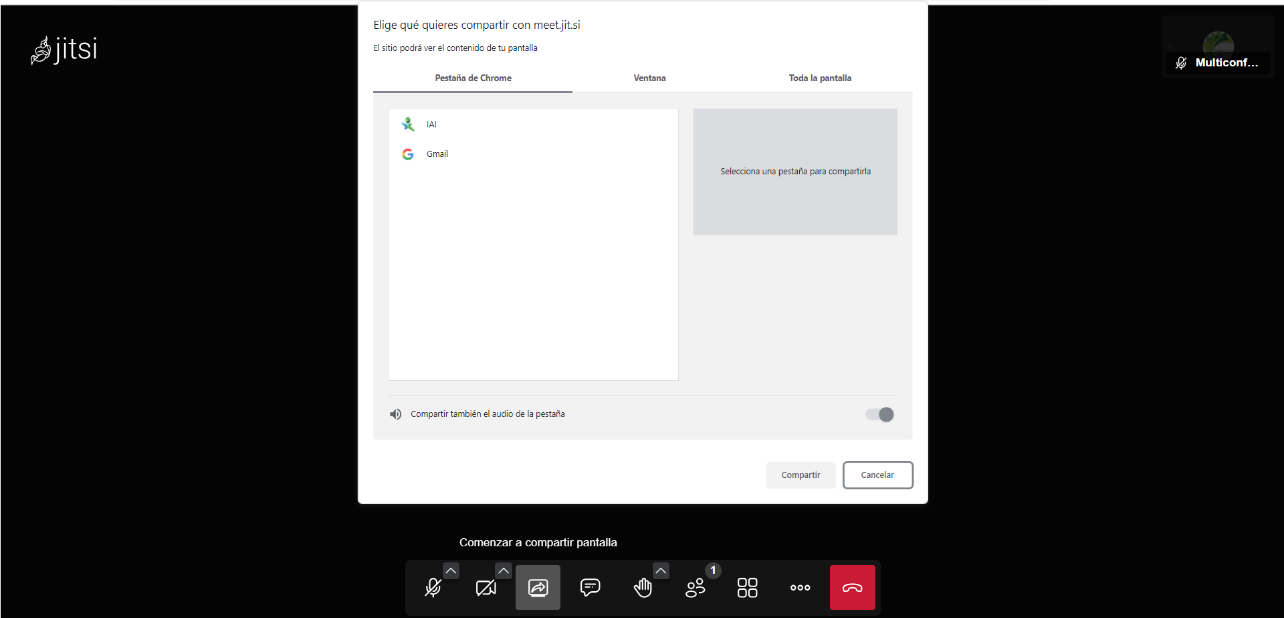 Elige qué quieres compartir con meet.jit.si
El sitio podrá ver el contenido de tu pantalla
jitsi
Multiconf...
Pestaña de Chrome
Ventana
Toda la pantalla
IAI
Gmail
Selecciona una pestaña para compartirla
Compartir también el audio de la pestaña
Compartir
Cancelar
Comenzar a compartir pantalla
1